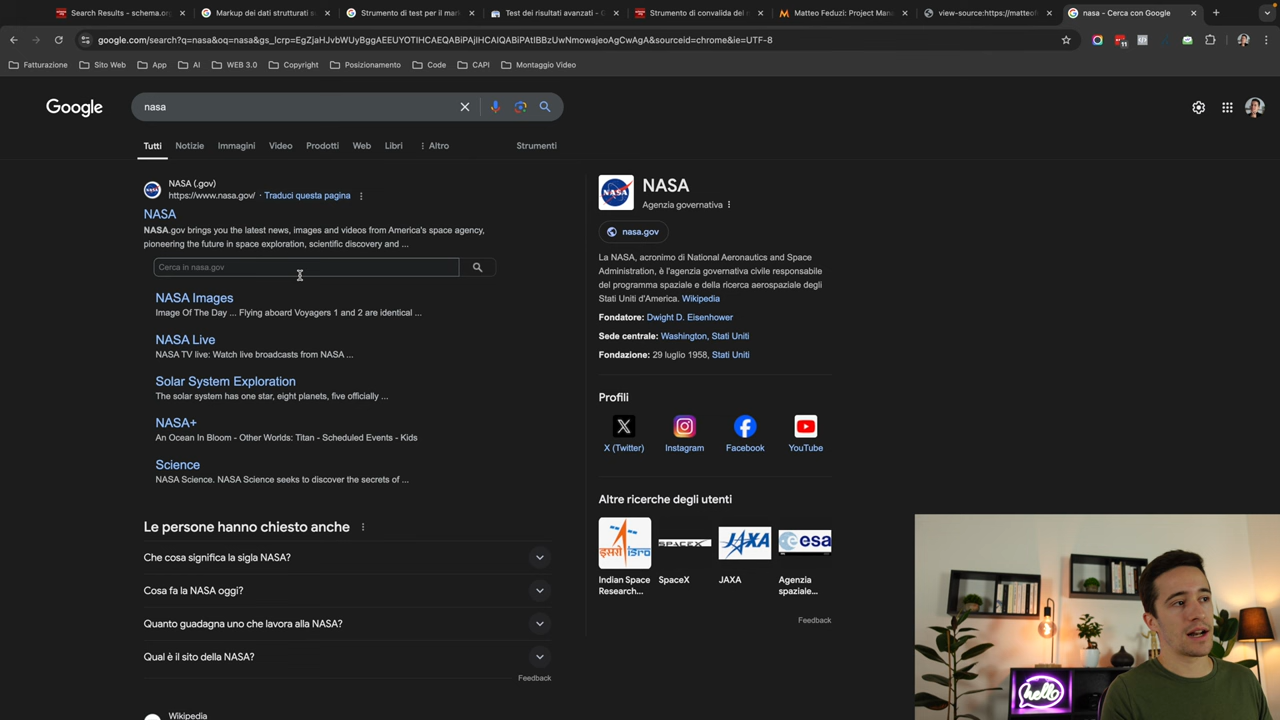 Search Results - schema.org
Markup dei dati strutturati s
Strumento di test per il mark
Test dei risultati avanzati - G
Strumento di convalida del m
Matteo Feduzi: Project Mana
view-source:https://matteof
nasa - Cerca con Google
google.com/search?q=nasa&oq=nasa&gs_lcrp=EgZjaHJvbWUyBggAEEUYOTIHCAEQABiPAjIHCAIQABiPAtIBBzUwNmowajeoAgCwAgA&sourceid=chrome&ie=UTF-8
11
Fatturazione
Sito Web
App
AI
WEB 3.0
Copyright
Posizionamento
Code
CAPI
Montaggio Video
Google
nasa
Tutti
Notizie
Immagini
Video
Prodotti
Web
Libri
Altro
Strumenti
NASA (.gov)
https://www.nasa.gov/ · Traduci questa pagina
NASA
NASA.gov brings you the latest news, images and videos from America's space agency,
pioneering the future in space exploration, scientific discovery and ...
Cerca in nasa.gov
NASA Images
Image Of The Day ... Flying aboard Voyagers 1 and 2 are identical ...
NASA Live
NASA TV live: Watch live broadcasts from NASA ...
Solar System Exploration
The solar system has one star, eight planets, five officially ...
NASA+
An Ocean In Bloom - Other Worlds: Titan - Scheduled Events - Kids
Science
NASA Science. NASA Science seeks to discover the secrets of ...
Le persone hanno chiesto anche
Che cosa significa la sigla NASA?
Cosa fa la NASA oggi?
Quanto guadagna uno che lavora alla NASA?
Qual è il sito della NASA?
Feedback
Wikipedia
NASA
NASA
Agenzia governativa
nasa.gov
La NASA, acronimo di National Aeronautics and Space
Administration, è l'agenzia governativa civile responsabile
del programma spaziale e della ricerca aerospaziale degli
Stati Uniti d'America. Wikipedia
Fondatore: Dwight D. Eisenhower
Sede centrale: Washington, Stati Uniti
Fondazione: 29 luglio 1958, Stati Uniti
Profili
X (Twitter)
Instagram
Facebook
YouTube
Altre ricerche degli utenti
इसरो isro
SPACEX
JAXA
esa
Indian Space
Research...
SpaceX
JAXA
Agenzia
spaziale...
Feedback
hello